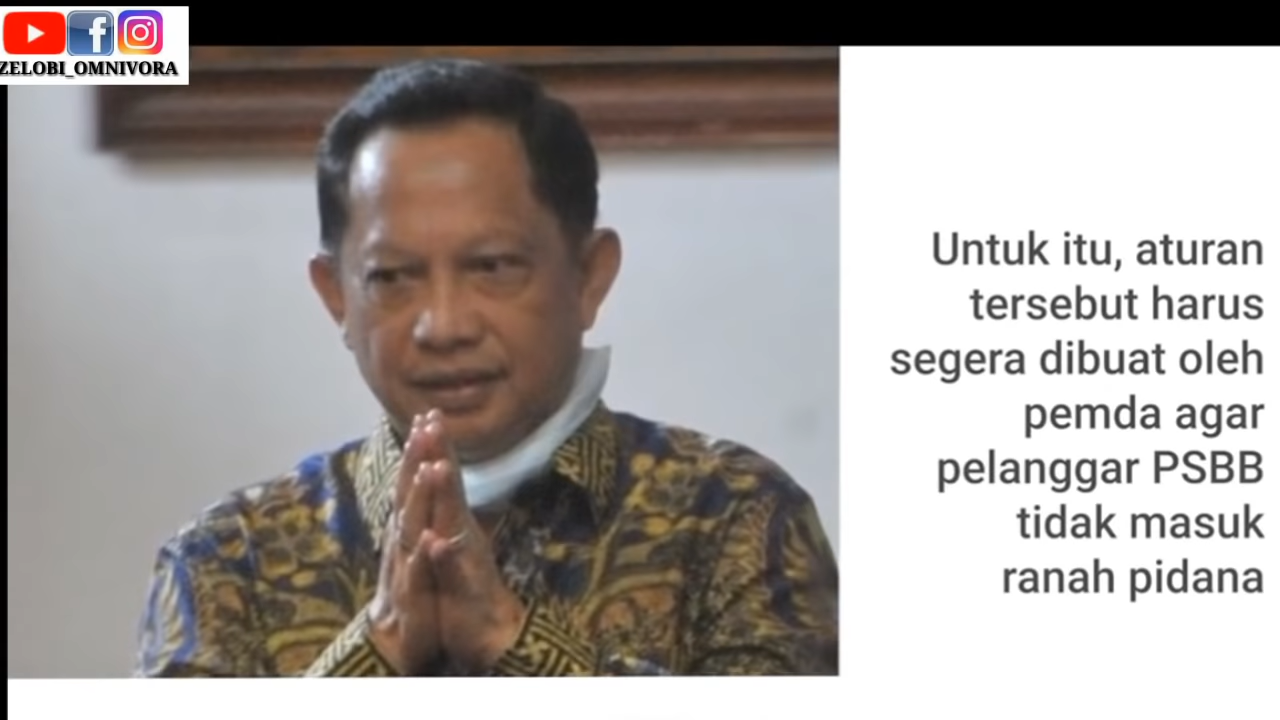 ZELOBI_OMNIVORA
Untuk itu, aturan
tersebut harus
segera dibuat oleh
pemda agar
pelanggar PSBB
tidak masuk
ranah pidana